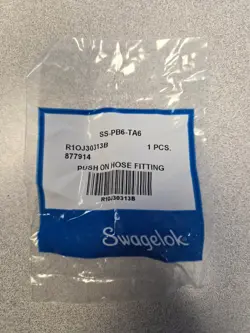 SS-PB6-TA6
R1OJ30313B 1 PCS.
877914
PUSH ON HOSE FITTING
R1OJ30313B
Swagelok